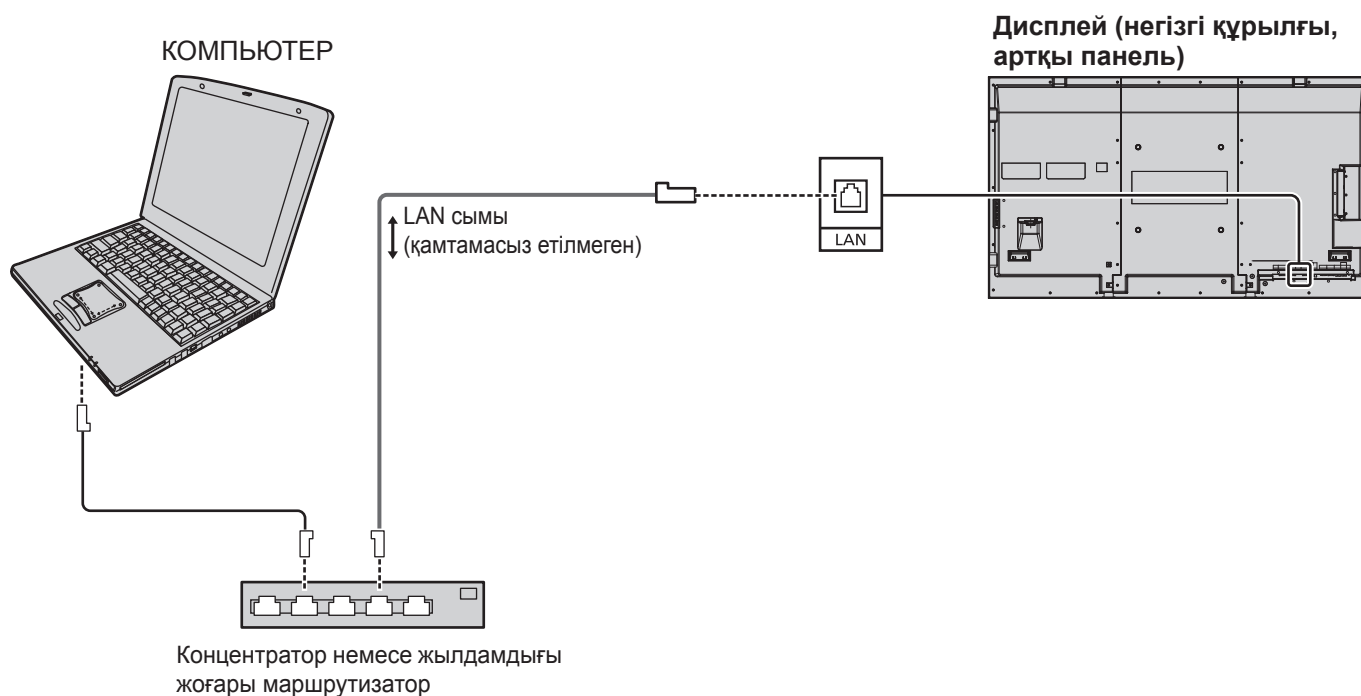 Дисплей (негізгі құрылғы,
артқы панель)
КОМПЬЮТЕР
LAN сымы
(қамтамасыз етілмеген)
LAN
Концентратор немесе жылдамдығы
жоғары маршрутизатор